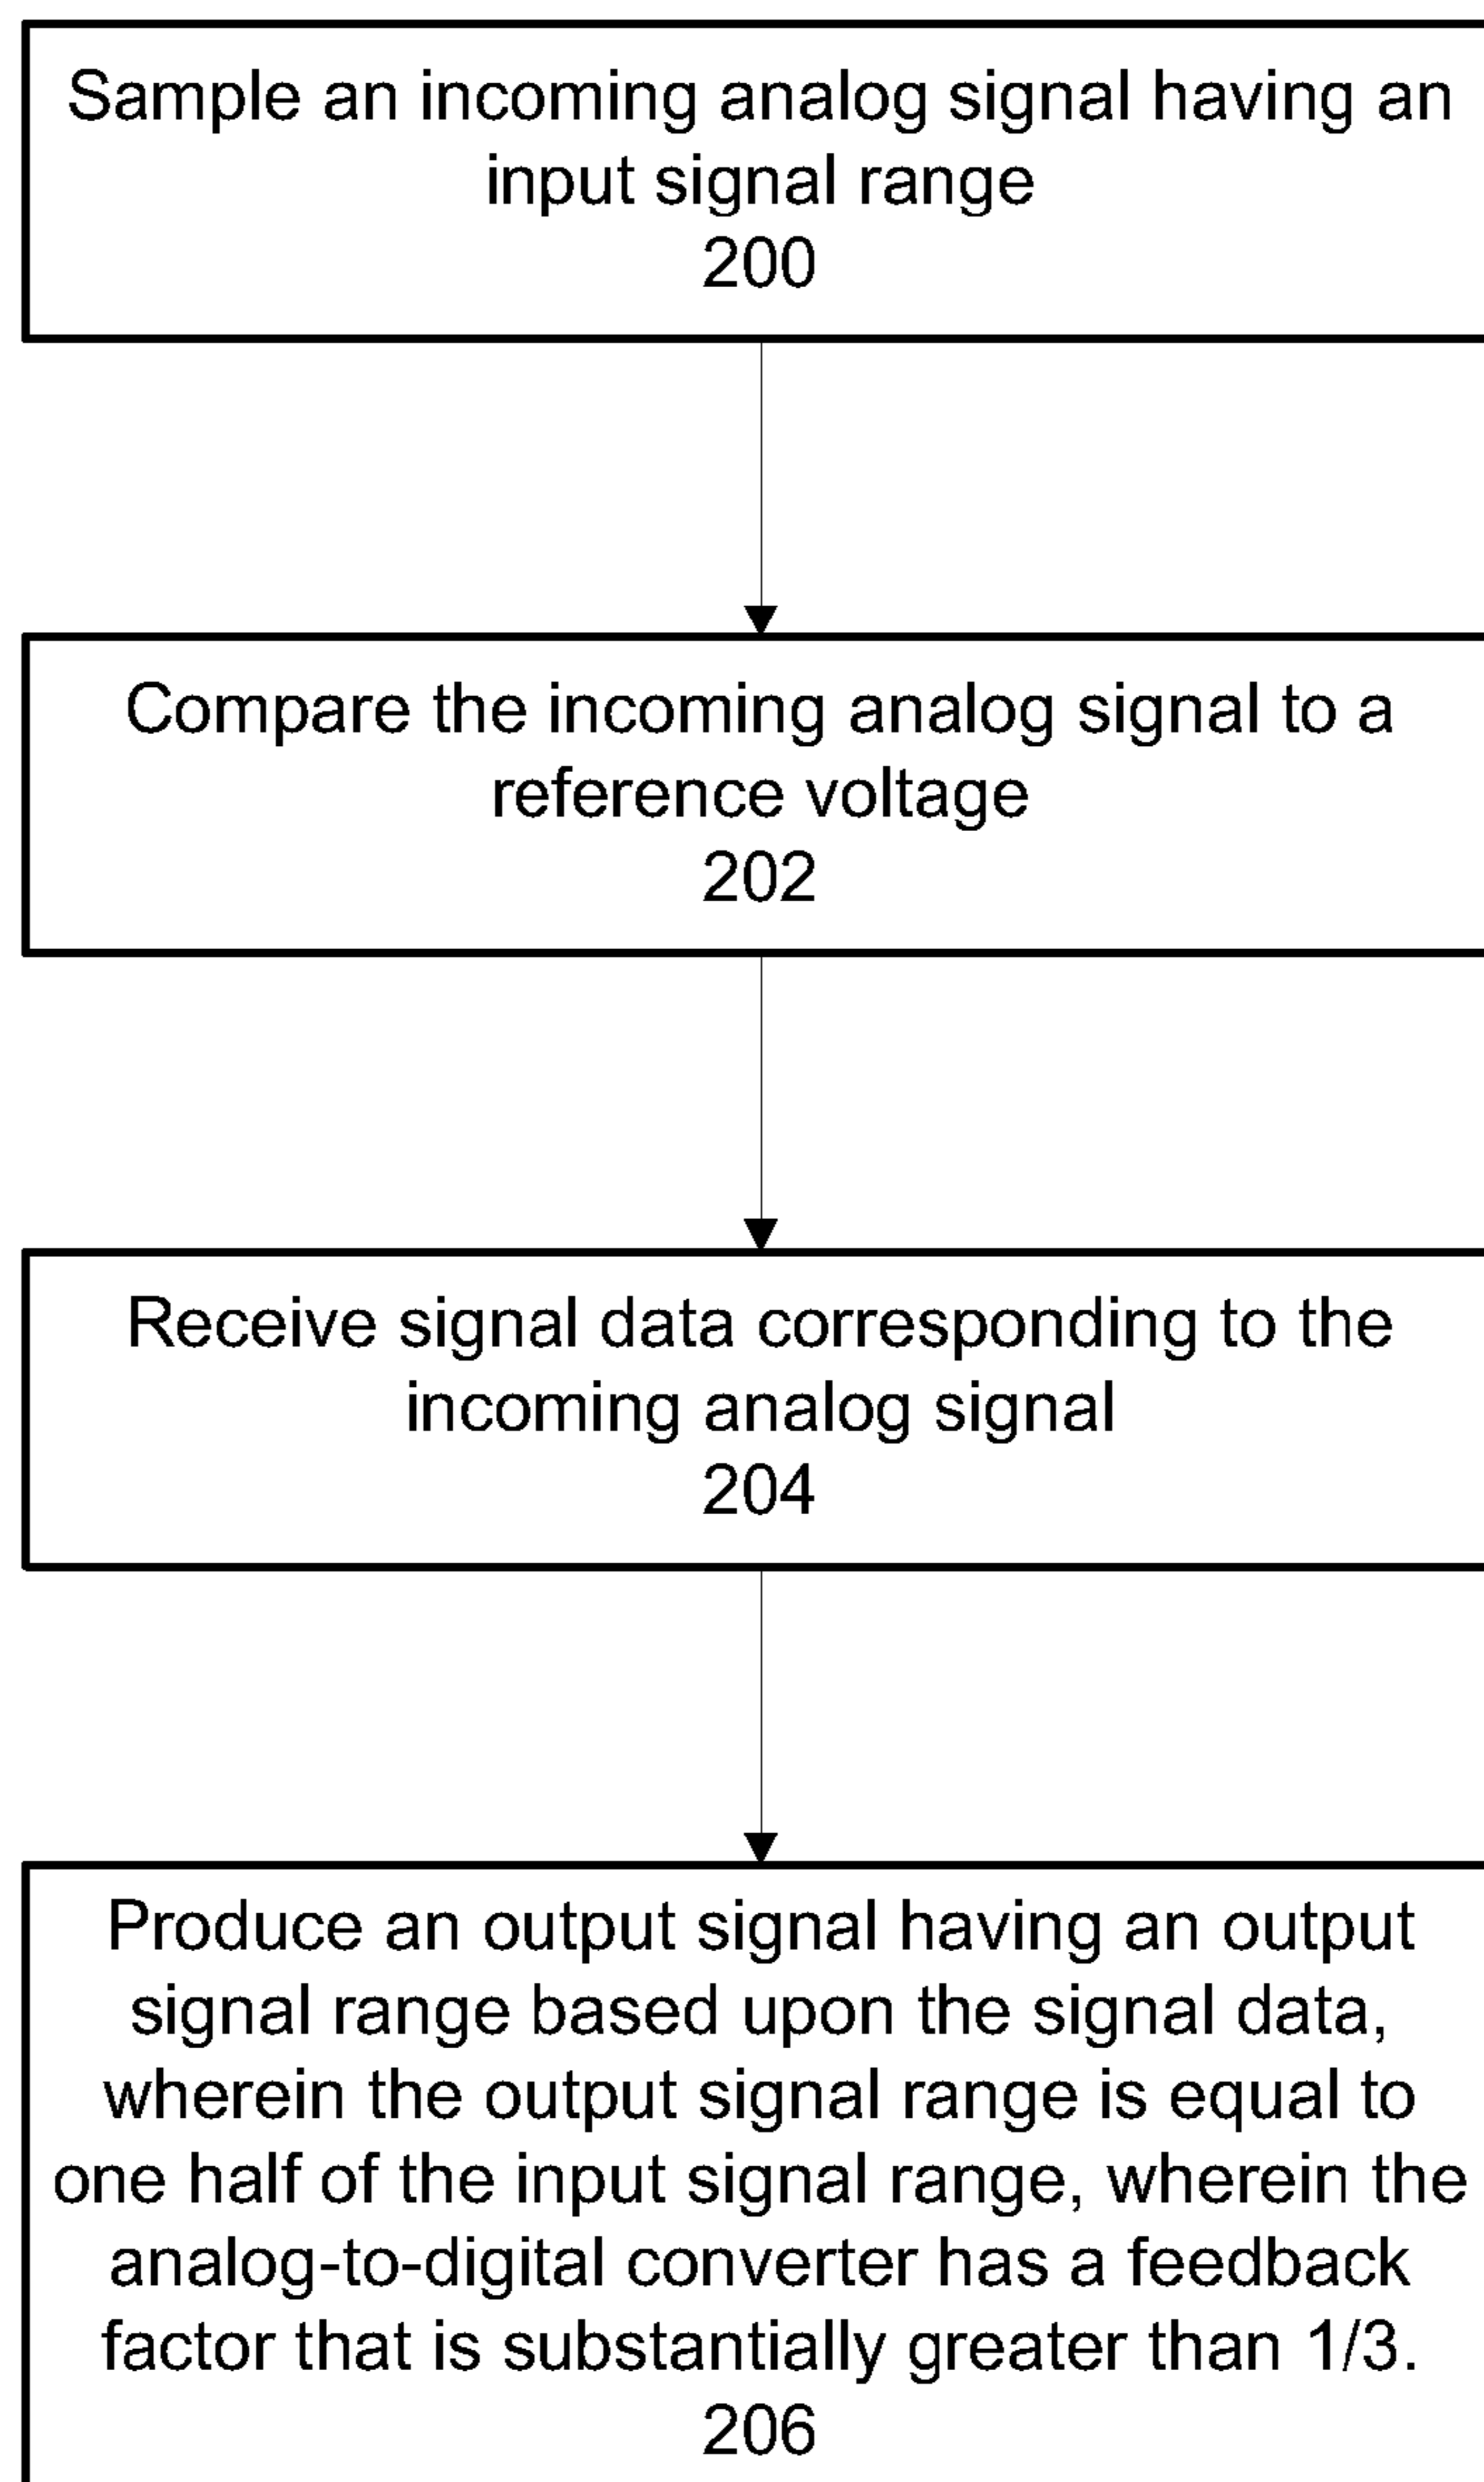 Sample an incoming analog signal having an
input signal range
200
Compare the incoming analog signal to a
reference voltage
202
Receive signal data corresponding to the
incoming analog signal
204
Produce an output signal having an output
signal range based upon the signal data,
wherein the output signal range is equal to
one half of the input signal range, wherein the
analog-to-digital converter has a feedback
factor that is substantially greater than 1/3.
206